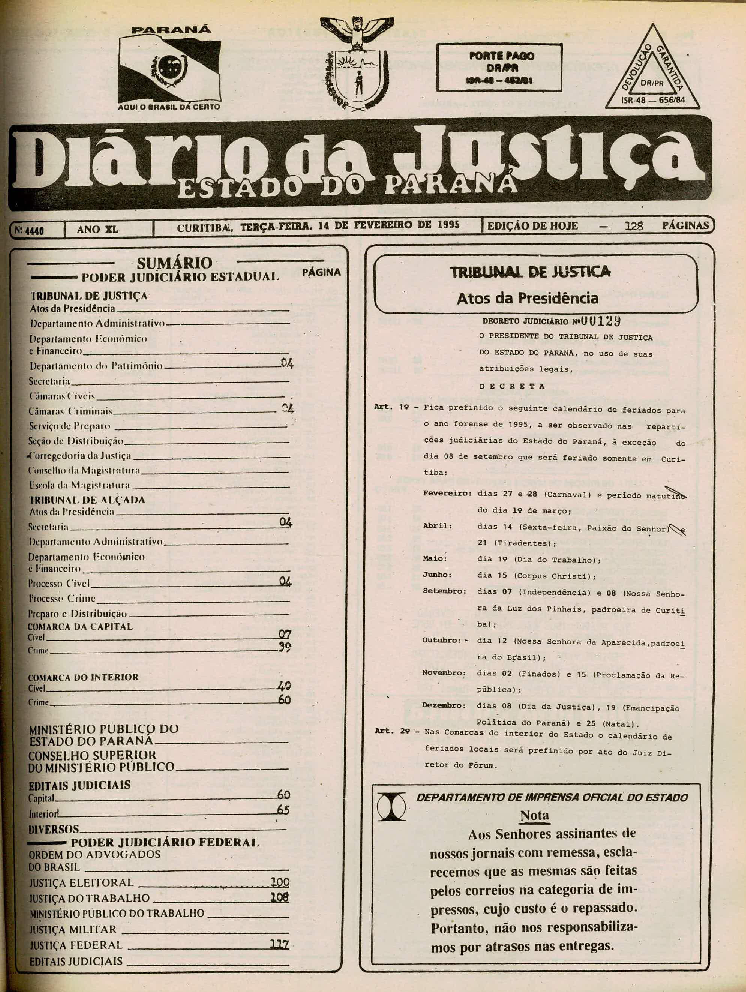 PARANÁ
AQUI O BRASIL DÁ CERTO
PORTE PAGO
DR/PR
ISR-48 — 452/81
DEVOLUÇÃO
GARANTIDA
DR/PR
ISR-48 — 656/84
Diário da Justiça
ESTADO DO PARANÁ
Nº 4440 ANO XL CURITIBA, TERÇA-FEIRA, 14 DE FEVEREIRO DE 1995 EDIÇÃO DE HOJE – 128 PÁGINAS
SUMÁRIO
PODER JUDICIÁRIO ESTADUAL PÁGINA
TRIBUNAL DE JUSTIÇA
Atos da Presidência
Departamento Administrativo
Departamento Econômico
e Financeiro
Departamento do Patrimônio 04
Secretaria
Câmaras Cíveis
Câmaras Criminais 04
Serviço de Preparo
Seção de Distribuição
Corregedoria da Justiça
Conselho da Magistratura
Escola da Magistratura
TRIBUNAL DE ALÇADA
Atos da Presidência
Secretaria 04
Departamento Administrativo
Departamento Econômico
e Financeiro
Processo Cível 04
Processo Crime
Preparo e Distribuição
COMARCA DA CAPITAL
Cível 07
Crime 39
COMARCA DO INTERIOR
Cível 40
Crime 60
MINISTÉRIO PÚBLICO DO
ESTADO DO PARANÁ
CONSELHO SUPERIOR
DO MINISTÉRIO PÚBLICO
EDITAIS JUDICIAIS
Capital 60
Interior 65
DIVERSOS
PODER JUDICIÁRIO FEDERAL
ORDEM DO ADVOGADOS
DO BRASIL
JUSTIÇA ELEITORAL 100
JUSTIÇA DO TRABALHO 108
MINISTÉRIO PÚBLICO DO TRABALHO
JUSTIÇA MILITAR
JUSTIÇA FEDERAL 117
EDITAIS JUDICIAIS
TRIBUNAL DE JUSTIÇA
Atos da Presidência
DECRETO JUDICIÁRIO Nº 00129
O PRESIDENTE DO TRIBUNAL DE JUSTIÇA
DO ESTADO DO PARANÁ, no uso de suas
atribuições legais,
D E C R E T A
Art. 1º - Fica prefinido o seguinte calendário de feriados para
o ano forense de 1995, a ser observado nas reparti-
ções judiciárias do Estado do Paraná, à exceção do
dia 08 de setembro que será feriado somente em Curi-
tiba:
Fevereiro: dias 27 e 28 (Carnaval) e período matutino
do dia 1º de março;
Abril: dias 14 (Sexta-feira, Paixão do Senhor) e
21 (Tiradentes);
Maio: dia 1º (Dia do Trabalho);
Junho: dia 15 (Corpus Christi);
Setembro: dias 07 (Independência) e 08 (Nossa Senho-
ra da Luz dos Pinhais, padroeira de Curiti
ba);
Outubro: - dia 12 (Nossa Senhora da Aparecida, padroei
ra do Brasil);
Novembro: dias 02 (Finados) e 15 (Proclamação da Re-
pública);
Dezembro: dias 08 (Dia da Justiça), 19 (Emancipação
Política do Paraná) e 25 (Natal).
Art. 2º - Nas Comarcas do interior do Estado o calendário de
feriados locais será prefinido por ato do Juiz Di-
retor do Fórum.
DEPARTAMENTO DE IMPRENSA OFICIAL DO ESTADO
Nota
Aos Senhores assinantes de
nossos jornais com remessa, escla-
recemos que as mesmas são feitas
pelos correios na categoria de im-
pressos, cujo custo é o repassado.
Portanto, não nos responsabiliza-
mos por atrasos nas entregas.